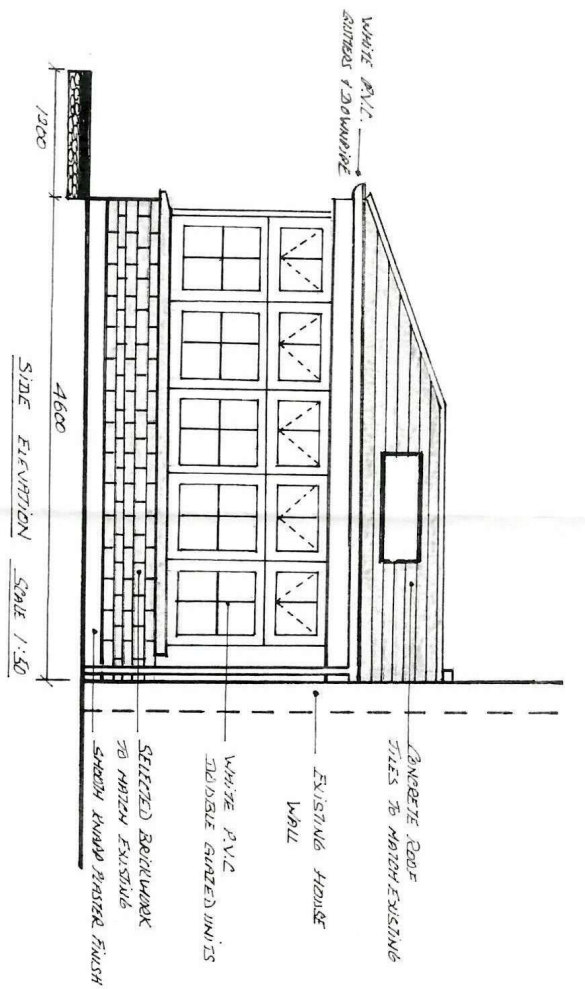 WHITE P.V.C.
GUTTERS & DOWNPIPE
CONCRETE ROOF
TILES TO MATCH EXISTING
EXISTING HOUSE
WALL
WHITE P.V.C
DOUBLE GLAZED UNITS
SELECTED BRICKWORK
TO MATCH EXISTING
SMOOTH KNAPP PLASTER FINISH
1200
4600
SIDE ELEVATION SCALE 1:50